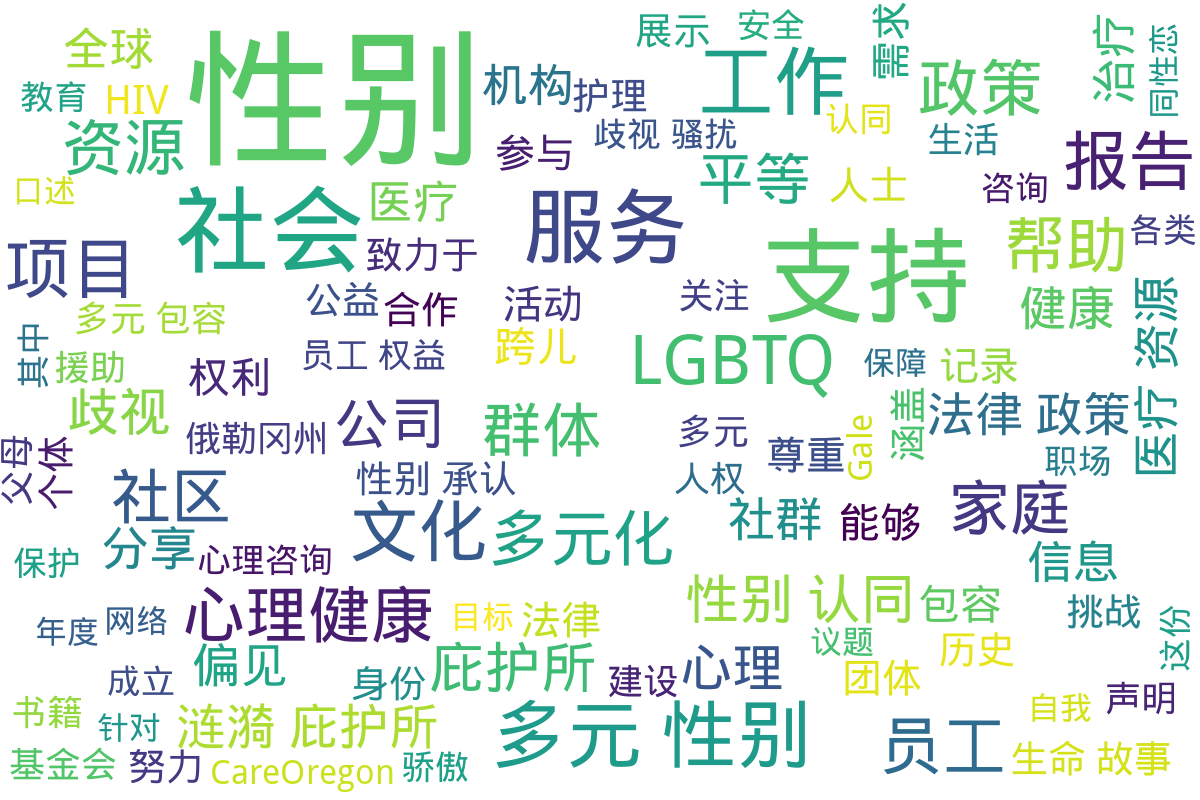 性别
全球
教育
HIV
资源
口述
社会
医疗
致力于
项目
多元 包容
公益
合作
其中
援助
歧视
权利
员工 权益
俄勒冈州
公司
父母
个体
性别 承认
社区
文化
保护
分享
心理咨询
心理健康
年度
网络
偏见
成立
书籍
针对
涟漪 庇护所
基金会
努力
CareOregon
骄傲
身份
庇护所
目标
法律
建设
心理
多元 性别
展示
安全
需求
机构
护理
工作
政策
治疗
同性恋
参与
歧视 骚扰
认同
生活
报告
平等
人士
咨询
服务
支持
帮助
各类
活动
关注
健康
资源
跨儿
LGBTQ
保障
记录
群体
多元
尊重
Gale
涵盖
法律 政策
医疗
职场
人权
多元化
社群
能够
家庭
信息
性别 认同
包容
挑战
议题
团体
历史
这份
自我
声明
员工
生命 故事